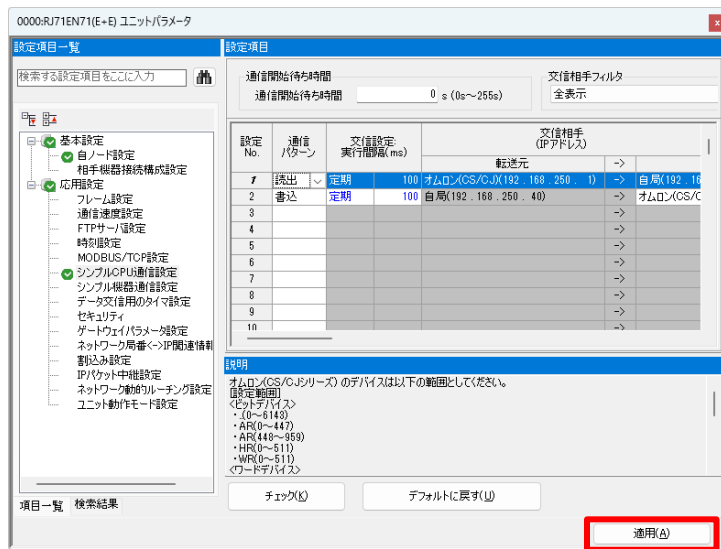 0000:RJ71EN71(E+E) ユニットパラメータ
x
設定項目一覧
検索する設定項目をここに入力
基本設定
自ノード設定
相手機器接続構成設定
応用設定
フレーム設定
通信速度設定
FTPサーバ設定
時刻設定
MODBUS/TCP設定
シンプルCPU通信設定
シンプル機器通信設定
データ交信用のタイマ設定
セキュリティ
ゲートウェイパラメータ設定
ネットワーク局番<->IP関連情報
割込み設定
IPパケット中継設定
ネットワーク動的ルーチング設定
ユニット動作モード設定
項目一覧 検索結果
設定項目
通信開始待ち時間
通信開始待ち時間 0 s (0s～255s)
交信相手フィルタ
全表示
設定No. 通信パターン 交信設定:実行間隔(ms) 交信相手(IPアドレス)
転送元 ->
1 読出 定期 100 オムロン(CS/CJ)(192 . 168 . 250 . 1) -> 自局(192 . 16
2 書込 定期 100 自局(192 . 168 . 250 . 40) -> オムロン(CS/C
3 ->
4 ->
5 ->
6 ->
7 ->
8 ->
9 ->
10 ->
説明
オムロン(CS/CJシリーズ) のデバイスは以下の範囲としてください。
[設定範囲]
<ビットデバイス>
・.(0～6143)
・AR(0～447)
・AR(448～959)
・HR(0～511)
・WR(0～511)
<ワードデバイス>
チェック(K) デフォルトに戻す(U)
適用(A)